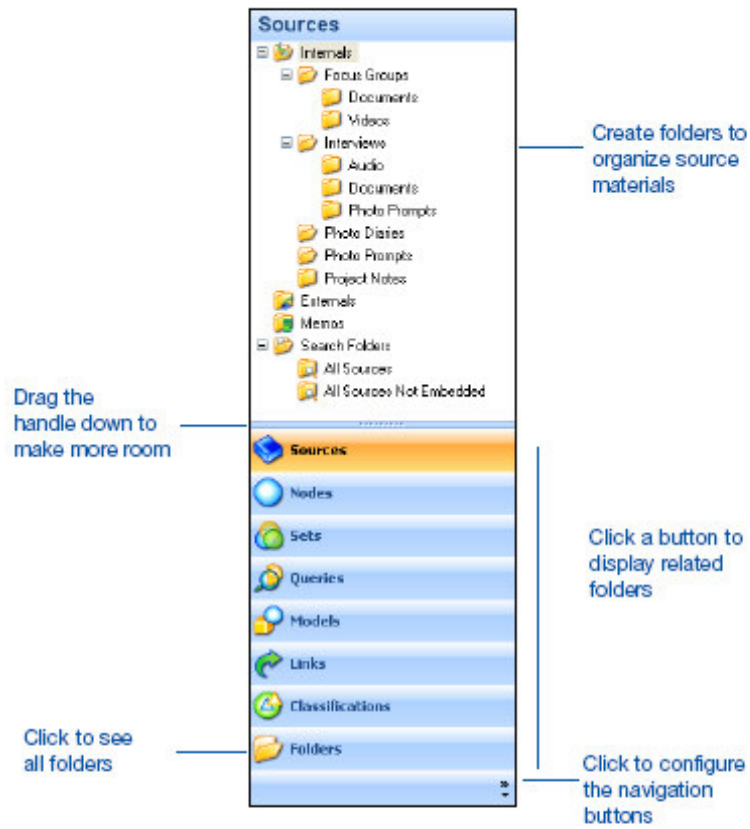 Sources
Internals
Focus Groups
Documents
Videos
Interviews
Audio
Documents
Photo Prompts
Photo Diaries
Photo Prompts
Project Notes
Externals
Memos
Search Folders
All Sources
All Sources Not Embedded
Create folders to
organize source
materials
Drag the
handle down to
make more room
Sources
Nodes
Sets
Queries
Models
Links
Classifications
Folders
Click a button to
display related
folders
Click to see
all folders
Click to configure
the navigation
buttons